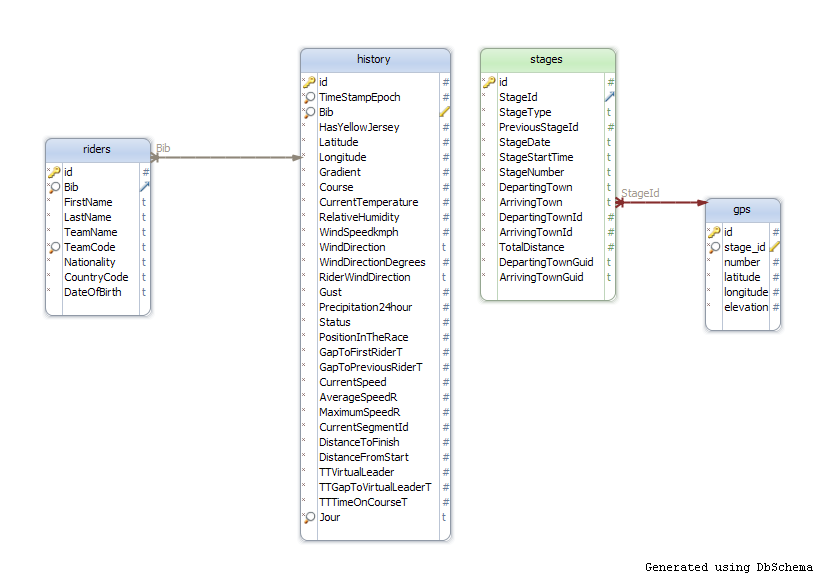 riders
id #
Bib
FirstName t
LastName t
TeamName t
TeamCode t
Nationality t
CountryCode t
DateOfBirth t
Bib
history
id #
TimeStampEpoch #
Bib
HasYellowJersey #
Latitude #
Longitude #
Gradient #
Course #
CurrentTemperature #
RelativeHumidity #
WindSpeedkmph #
WindDirection t
WindDirectionDegrees #
RiderWindDirection t
Gust #
Precipitation24hour #
Status #
PositionInTheRace #
GapToFirstRiderT #
GapToPreviousRiderT #
CurrentSpeed #
AverageSpeedR #
MaximumSpeedR #
CurrentSegmentId #
DistanceToFinish #
DistanceFromStart #
TTVirtualLeader #
TTGapToVirtualLeaderT #
TTTimeOnCourseT #
Jour t
stages
id #
StageId
StageType t
PreviousStageId #
StageDate t
StageStartTime t
StageNumber t
DepartingTown t
ArrivingTown t
DepartingTownId #
ArrivingTownId #
TotalDistance #
DepartingTownGuid t
ArrivingTownGuid t
StageId
gps
id #
stage_id
number #
latitude #
longitude #
elevation #
Generated using DbSchema